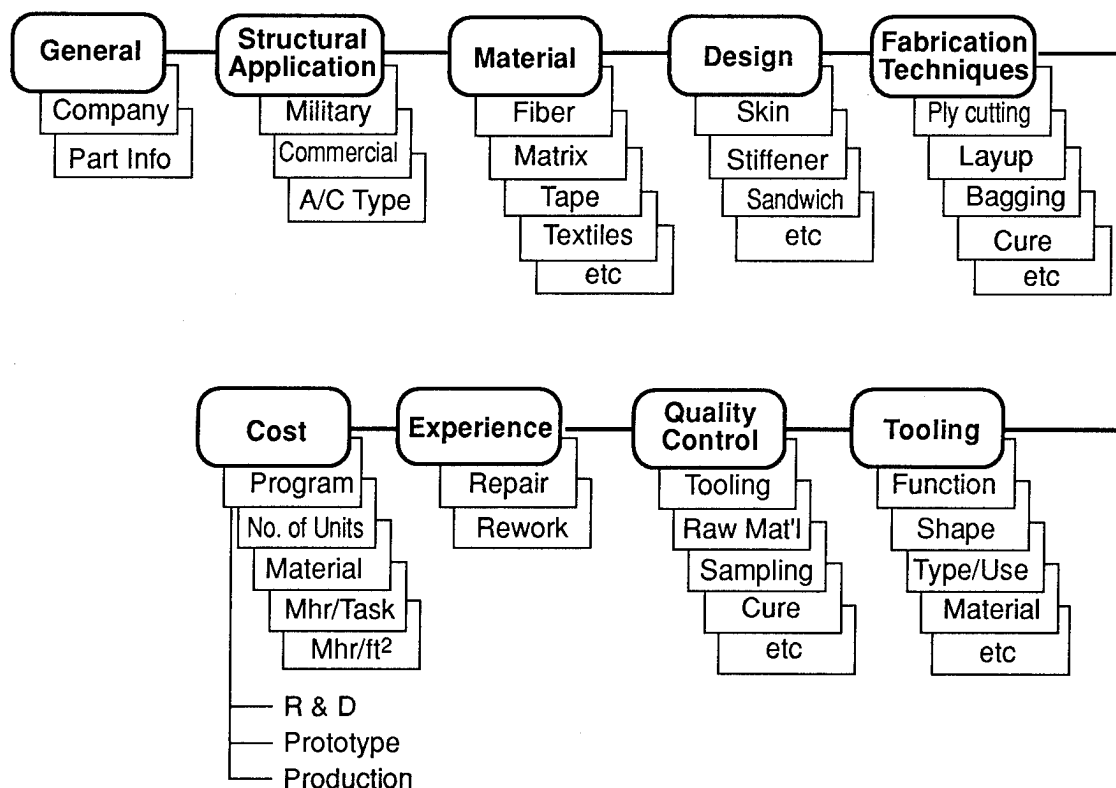 General
Company
Part Info
Structural
Application
Military
Commercial
A/C Type
Material
Fiber
Matrix
Tape
Textiles
etc
Design
Skin
Stiffener
Sandwich
etc
Fabrication
Techniques
Ply cutting
Layup
Bagging
Cure
etc
Cost
Program
No. of Units
Material
Mhr/Task
Mhr/ft²
R & D
Prototype
Production
Experience
Repair
Rework
Quality
Control
Tooling
Raw Mat'l
Sampling
Cure
etc
Tooling
Function
Shape
Type/Use
Material
etc